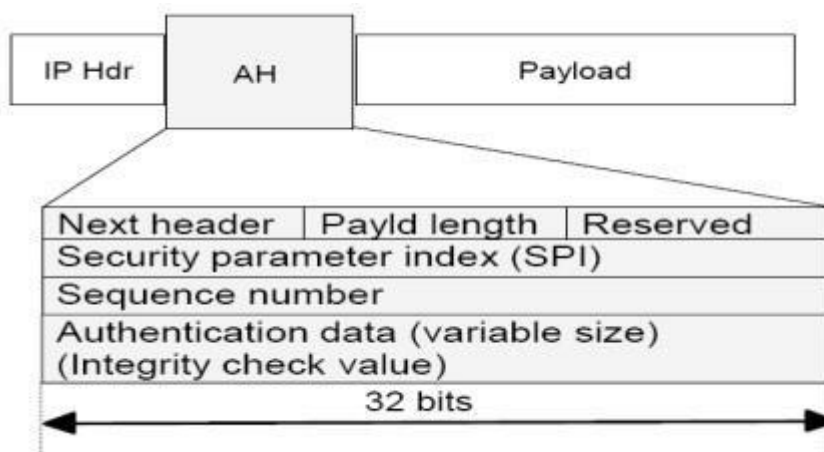 IP Hdr AH Payload
Next header Payld length Reserved
Security parameter index (SPI)
Sequence number
Authentication data (variable size)
(Integrity check value)
32 bits